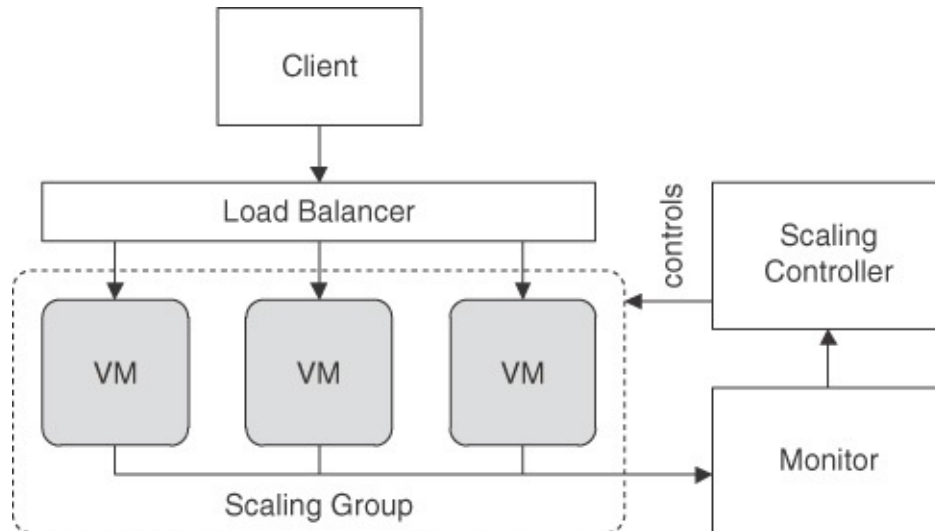 Client
Load Balancer
controls
Scaling
Controller
VM
VM
VM
Monitor
Scaling Group